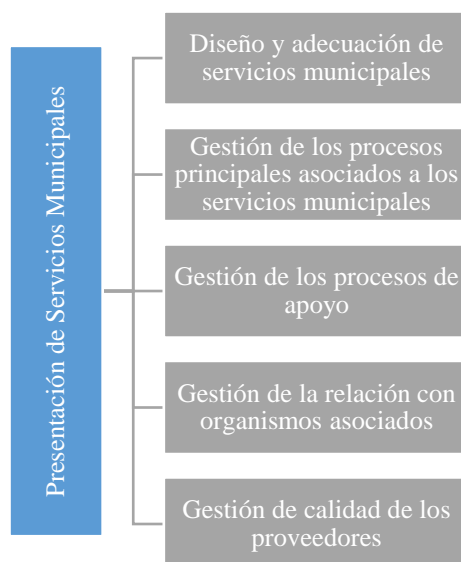 Presentación de Servicios Municipales
Diseño y adecuación de
servicios municipales
Gestión de los procesos
principales asociados a los
servicios municipales
Gestión de los procesos de
apoyo
Gestión de la relación con
organismos asociados
Gestión de calidad de los
proveedores